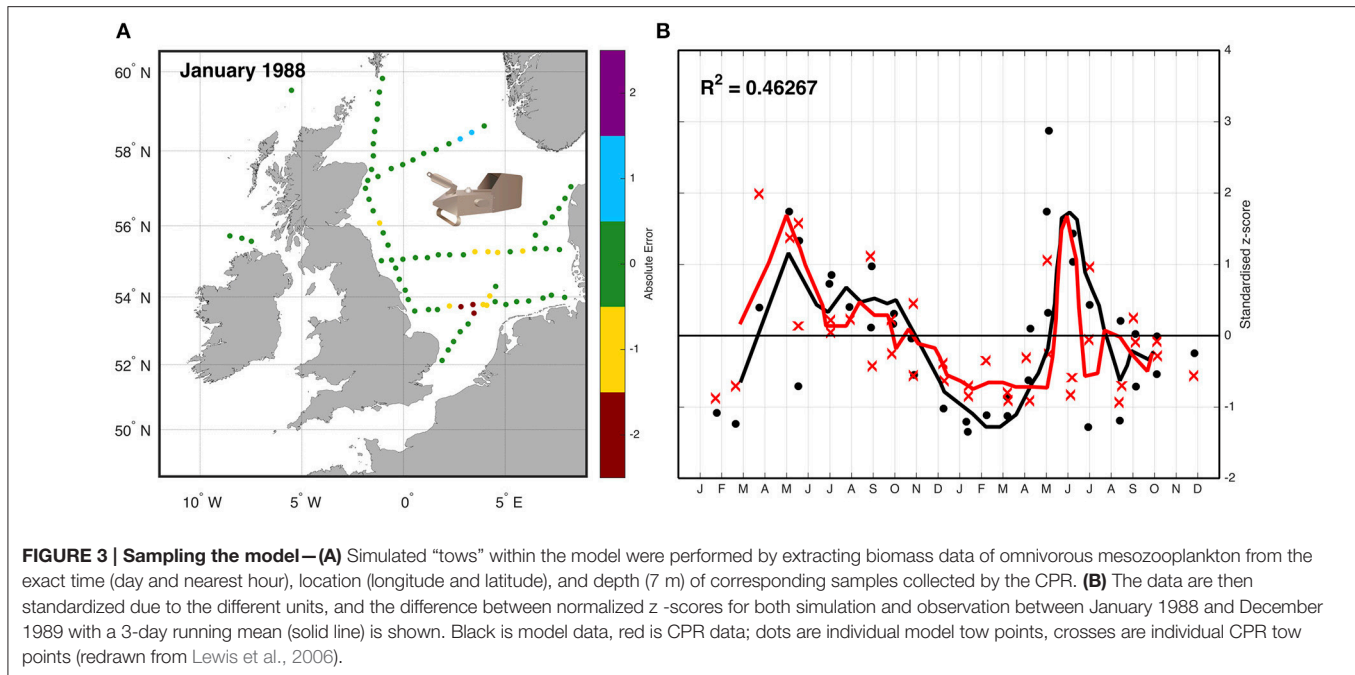 A
January 1988
60° N
58° N
56° N
54° N
52° N
50° N
10° W
5° W
0°
5° E
2
1
0
-1
-2
Absolute Error
B
R² = 0.46267
4
3
2
1
0
-1
-2
Standardised z-score
J F M A M J J A S O N D J F M A M J J A S O N D
FIGURE 3 | Sampling the model—(A) Simulated “tows” within the model were performed by extracting biomass data of omnivorous mesozooplankton from the
exact time (day and nearest hour), location (longitude and latitude), and depth (7 m) of corresponding samples collected by the CPR. (B) The data are then
standardized due to the different units, and the difference between normalized z -scores for both simulation and observation between January 1988 and December
1989 with a 3-day running mean (solid line) is shown. Black is model data, red is CPR data; dots are individual model tow points, crosses are individual CPR tow
points (redrawn from Lewis et al., 2006).